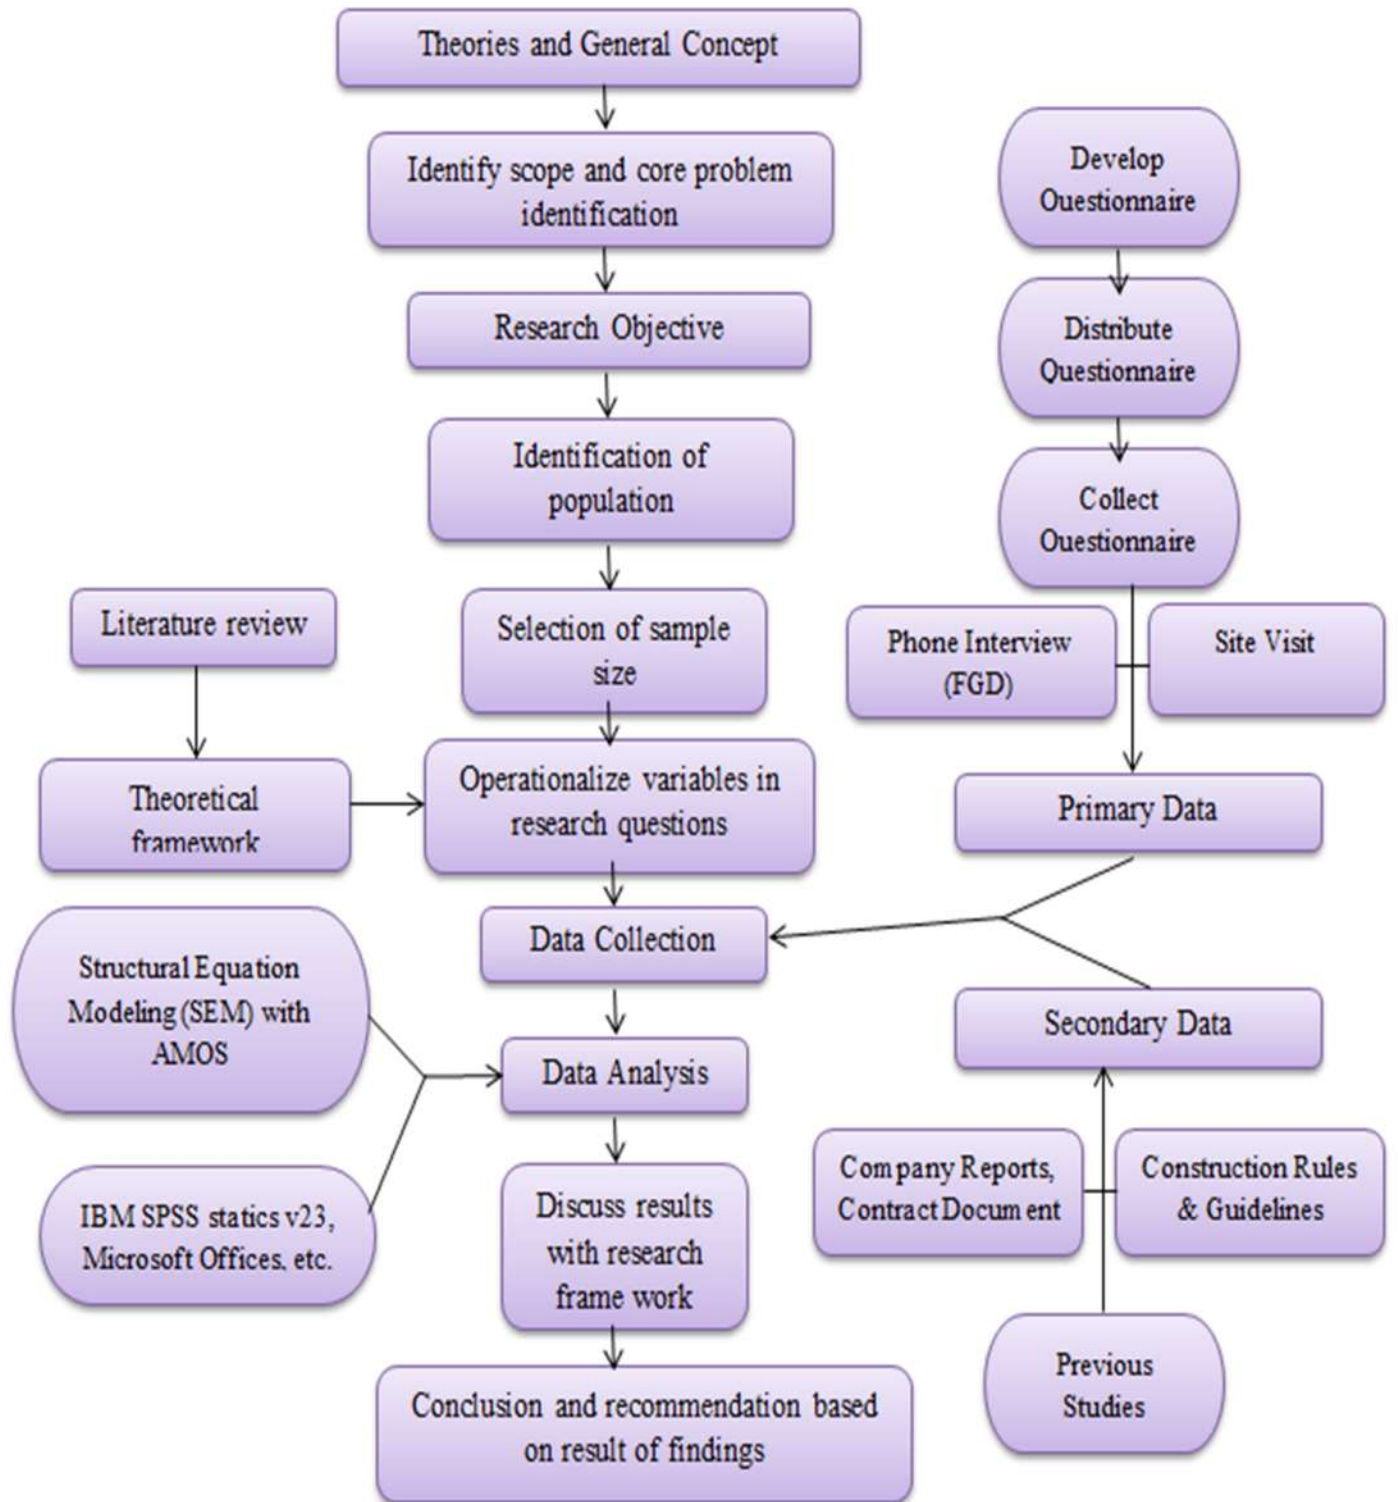 Theories and General Concept
Identify scope and core problem
identification
Research Objective
Identification of
population
Selection of sample
size
Operationalize variables in
research questions
Data Collection
Data Analysis
Discuss results
with research
frame work
Conclusion and recommendation based
on result of findings
Literature review
Theoretical
framework
Structural Equation
Modeling (SEM) with
AMOS
IBM SPSS statics v23,
Microsoft Offices, etc.
Develop
Questionnaire
Distribute
Questionnaire
Collect
Questionnaire
Phone Interview
(FGD)
Site Visit
Primary Data
Secondary Data
Company Reports,
Contract Document
Construction Rules
& Guidelines
Previous
Studies